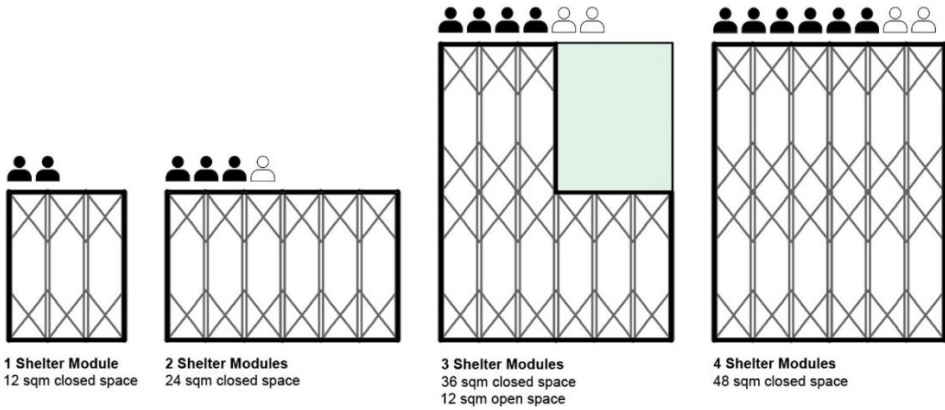 1 Shelter Module
12 sqm closed space
2 Shelter Modules
24 sqm closed space
3 Shelter Modules
36 sqm closed space
12 sqm open space
4 Shelter Modules
48 sqm closed space